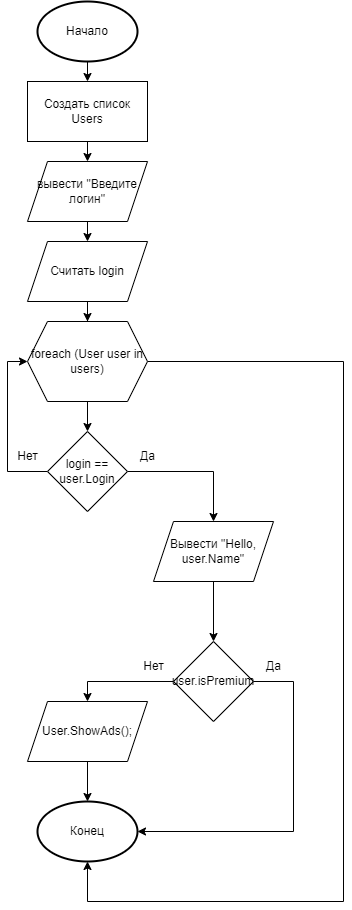 Начало
Создать список
Users
вывести "Введите
логин"
Считать login
foreach (User user in
users)
Нет
Да
login ==
user.Login
Вывести "Hello,
user.Name"
Нет
Да
user.isPremium
User.ShowAds();
Конец